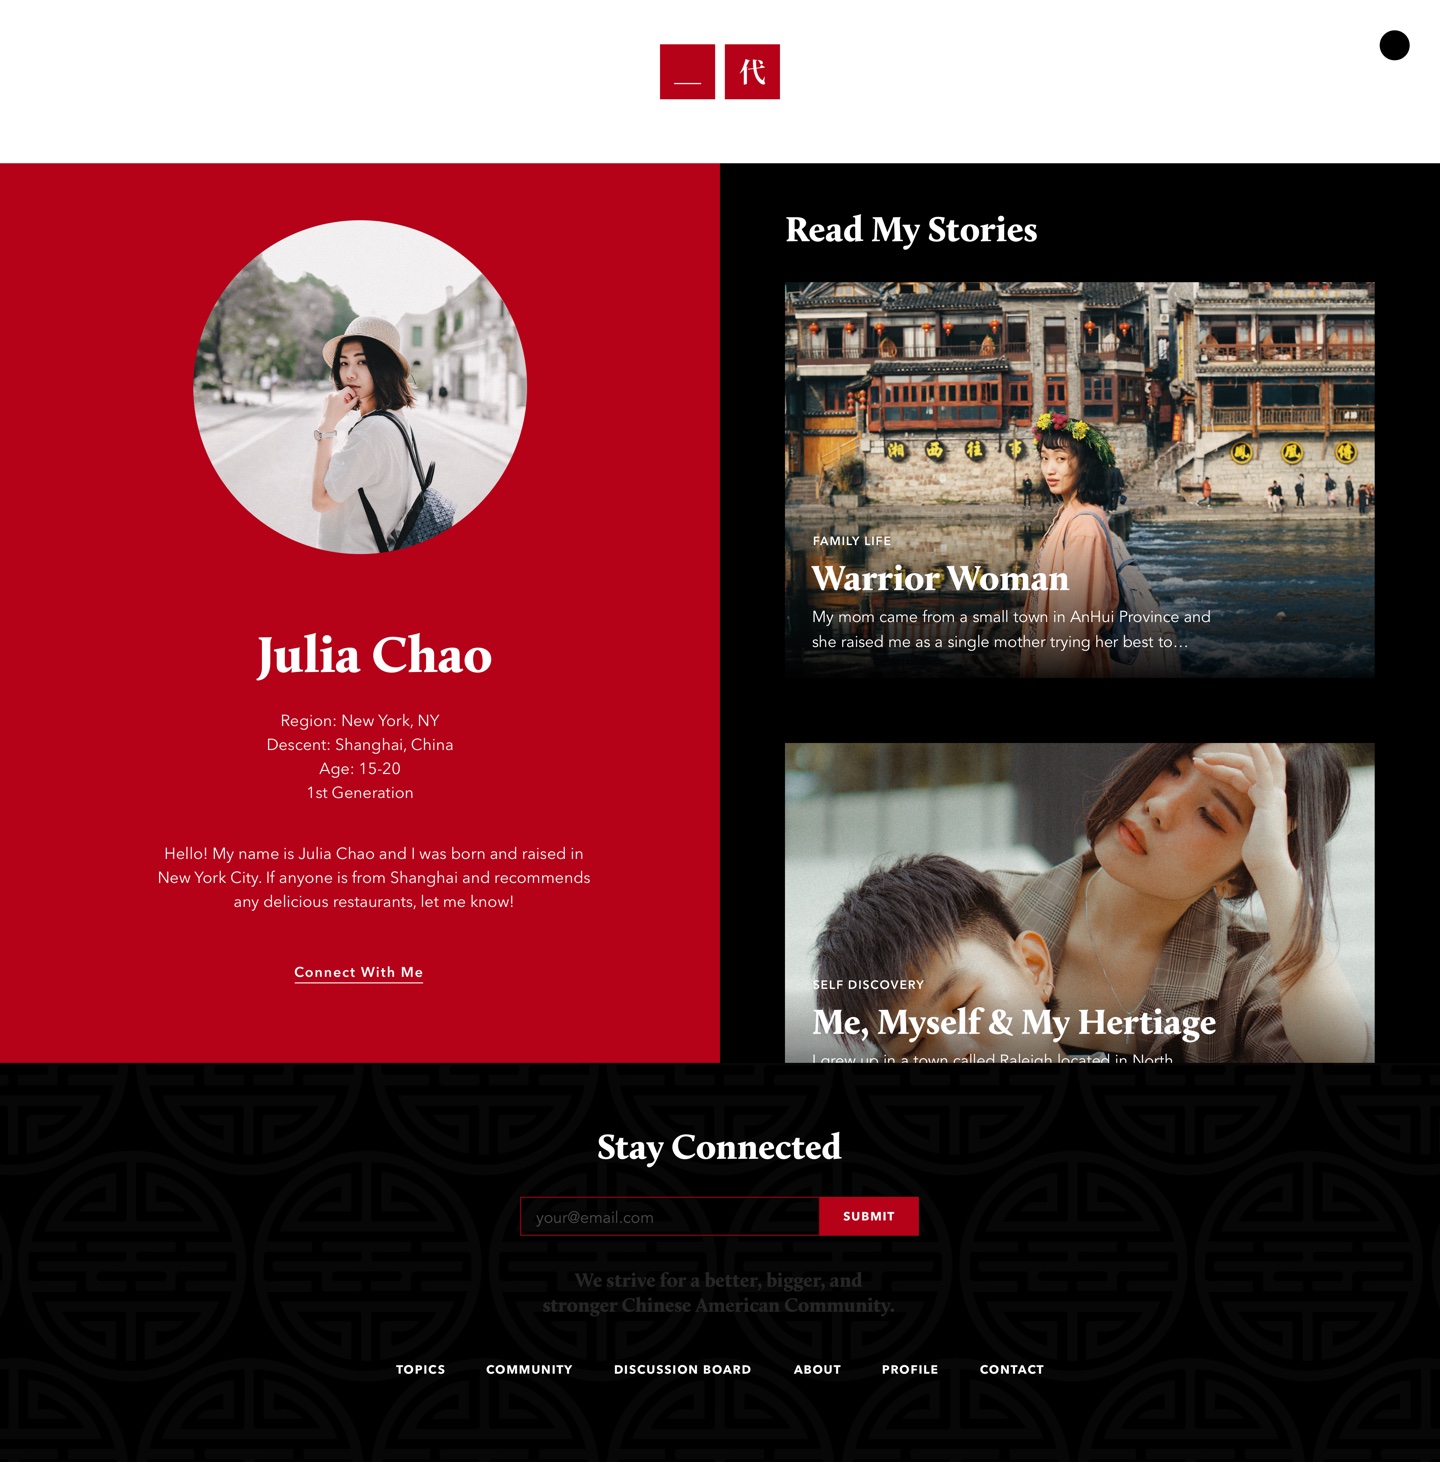 一代
Read My Stories
湘西往事
鳳凰傳
FAMILY LIFE
Warrior Woman
My mom came from a small town in AnHui Province and
she raised me as a single mother trying her best to...
Julia Chao
Region: New York, NY
Descent: Shanghai, China
Age: 15-20
1st Generation
Hello! My name is Julia Chao and I was born and raised in
New York City. If anyone is from Shanghai and recommends
any delicious restaurants, let me know!
Connect With Me
SELF DISCOVERY
Me, Myself & My Hertiage
I grew up in a town called Raleigh located in North
Stay Connected
your@email.com
SUBMIT
We strive for a better, bigger, and
stronger Chinese American Community.
TOPICS COMMUNITY DISCUSSION BOARD ABOUT PROFILE CONTACT